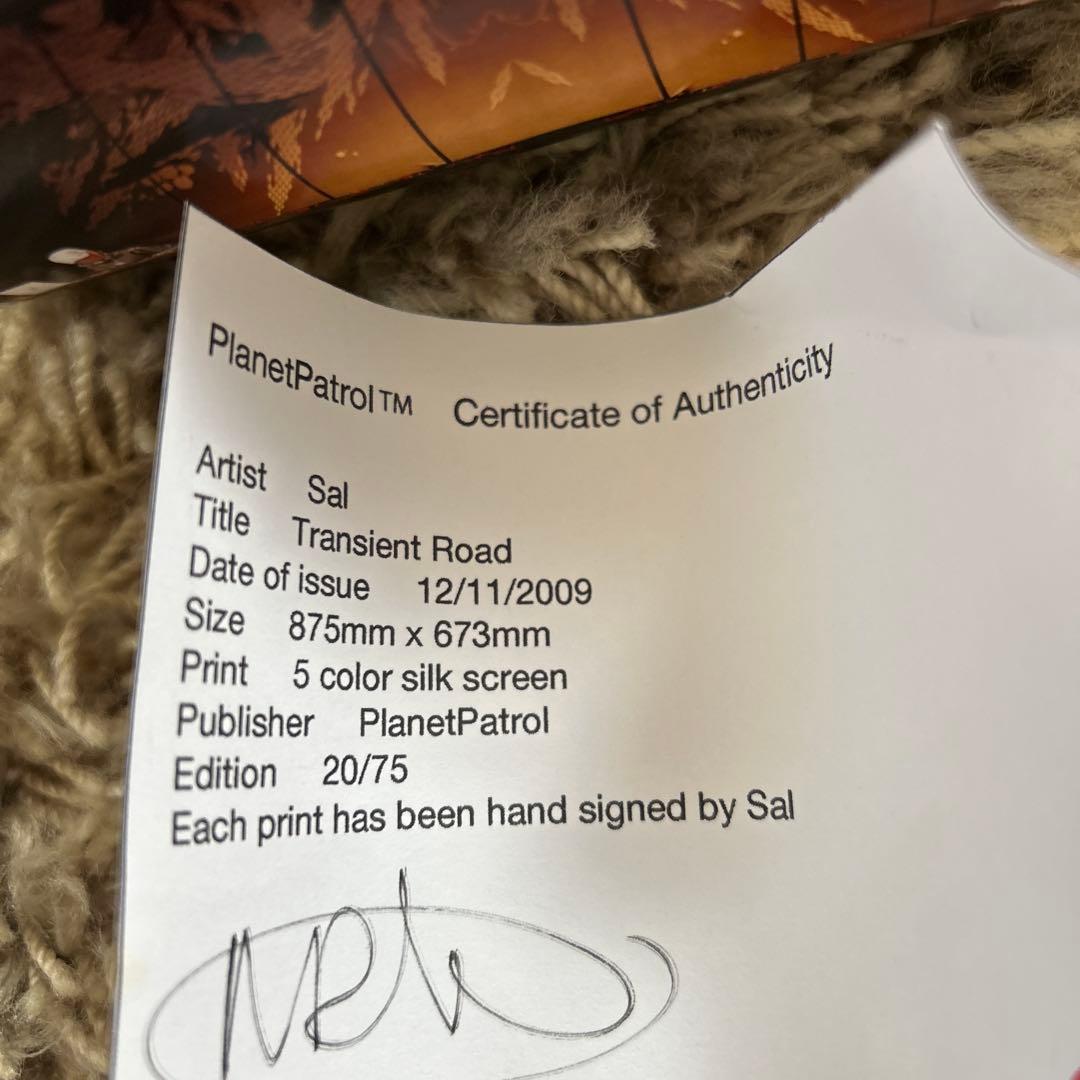 PlanetPatrol™ Certificate of Authenticity
Artist Sal
Title Transient Road
Date of issue 12/11/2009
Size 875mm x 673mm
Print 5 color silk screen
Publisher PlanetPatrol
Edition 20/75
Each print has been hand signed by Sal